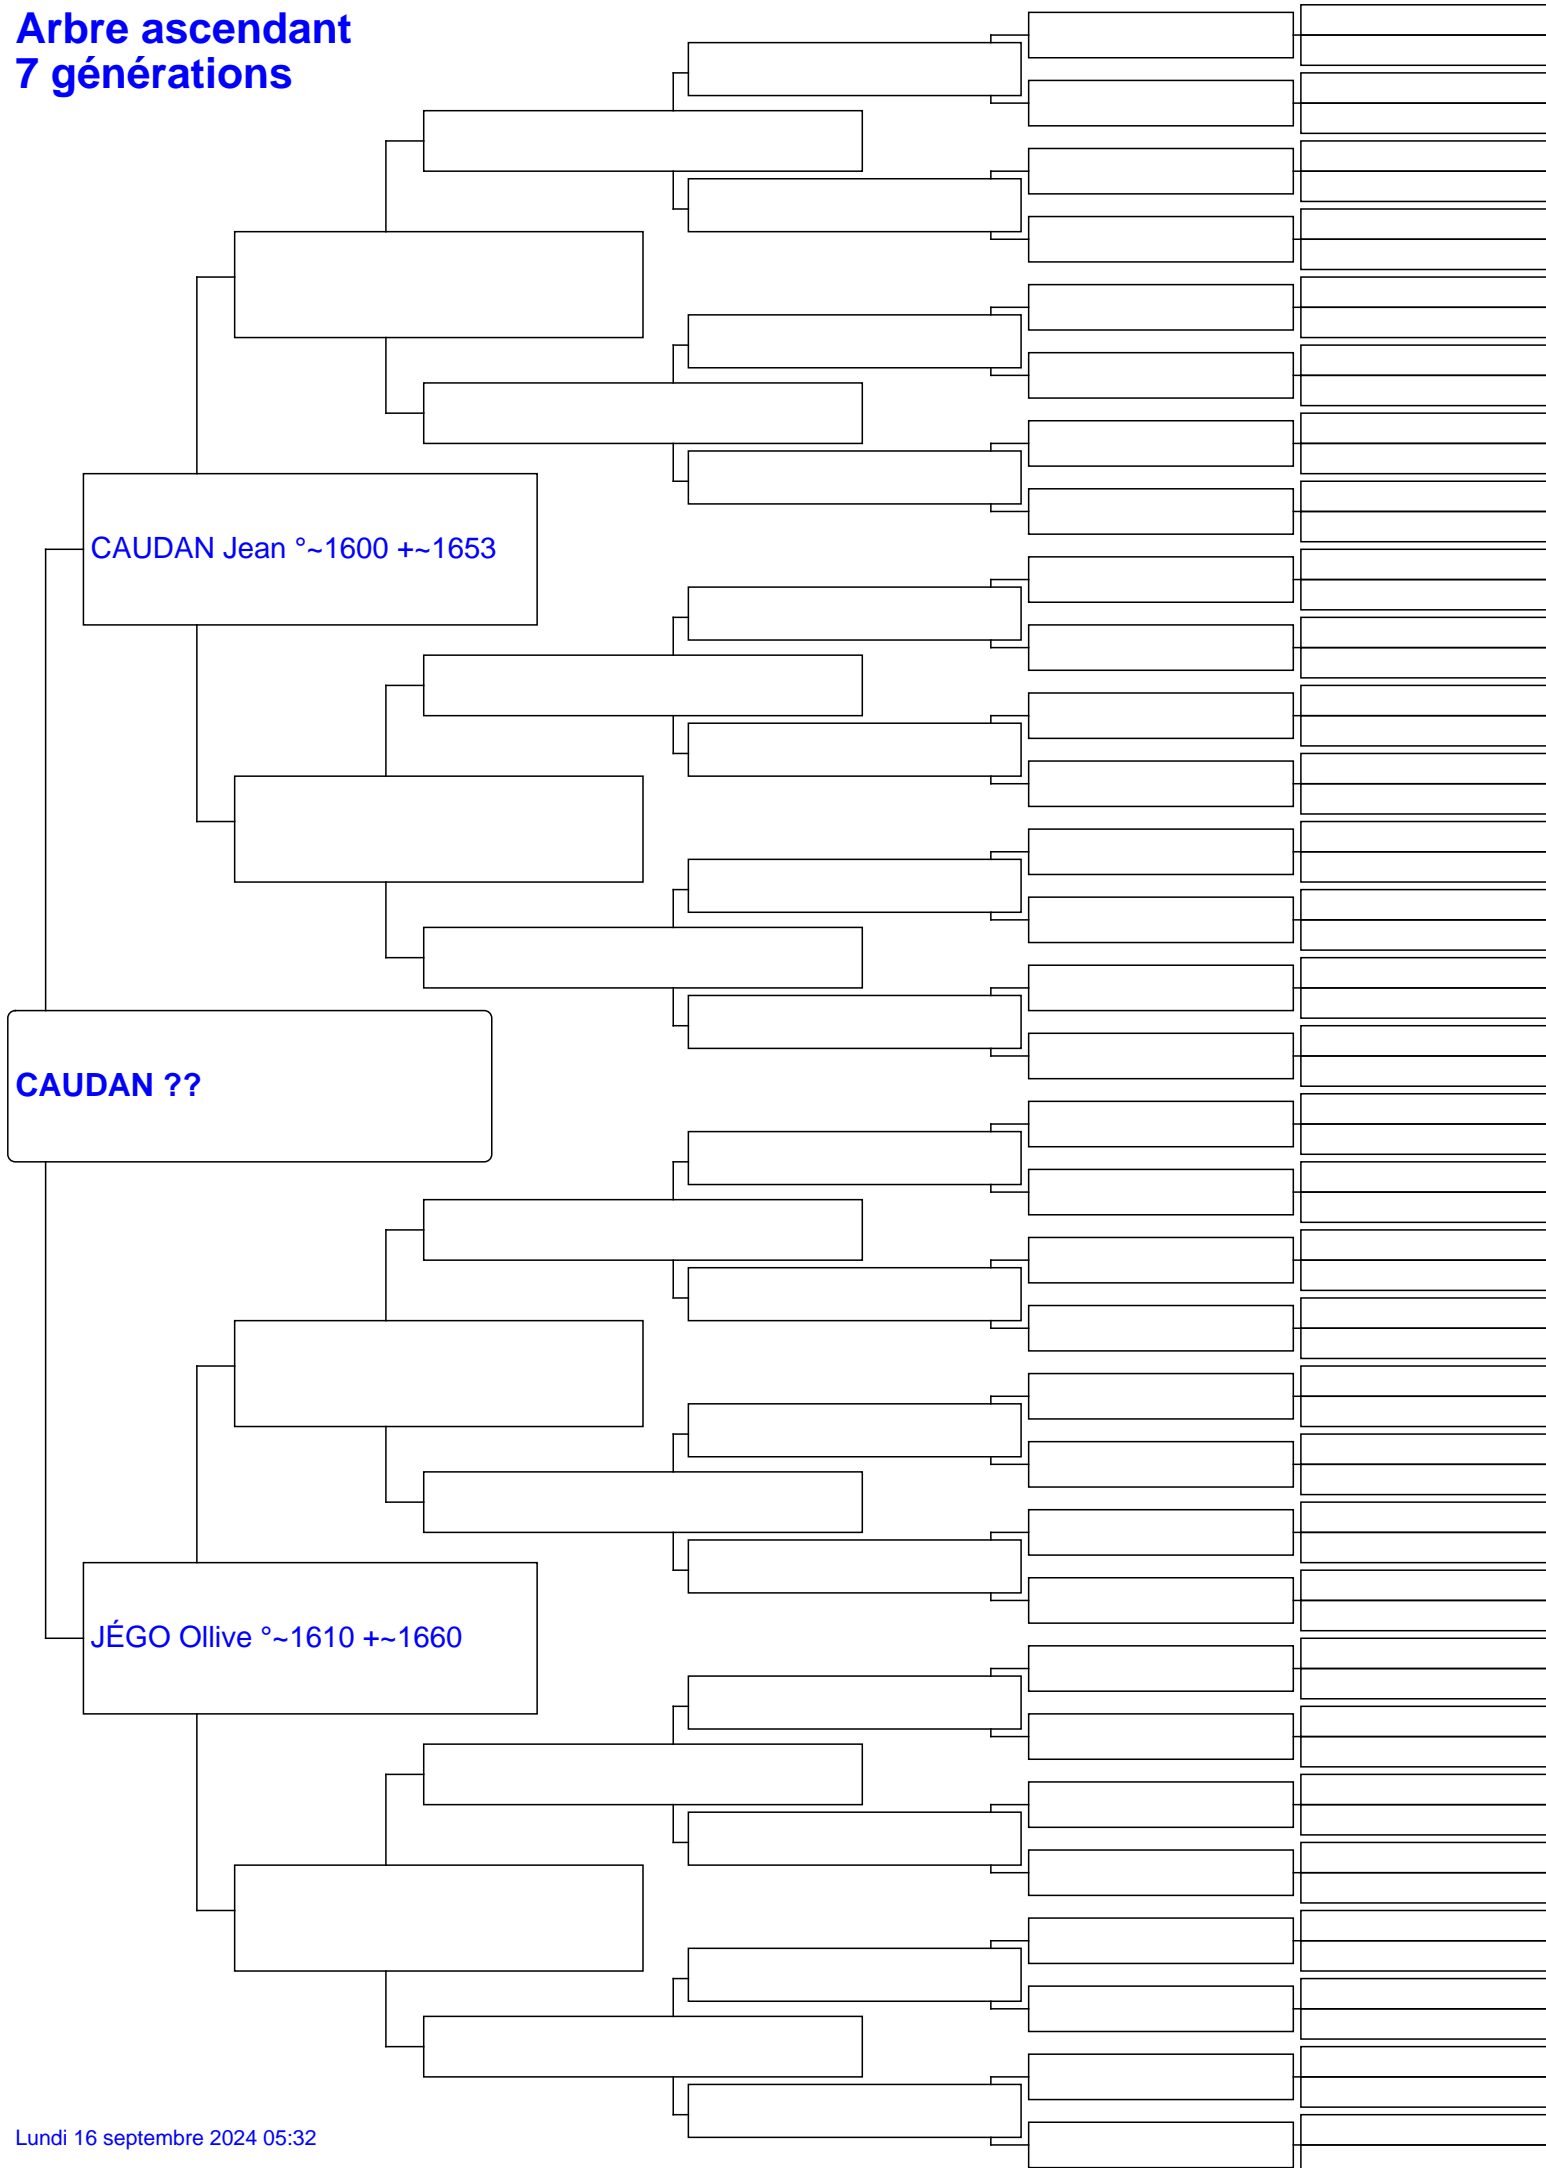 Arbre ascendant
7 générations
CAUDAN Jean °~1600 +~1653
CAUDAN ??
JÉGO Ollive °~1610 +~1660
Lundi 16 septembre 2024 05:32